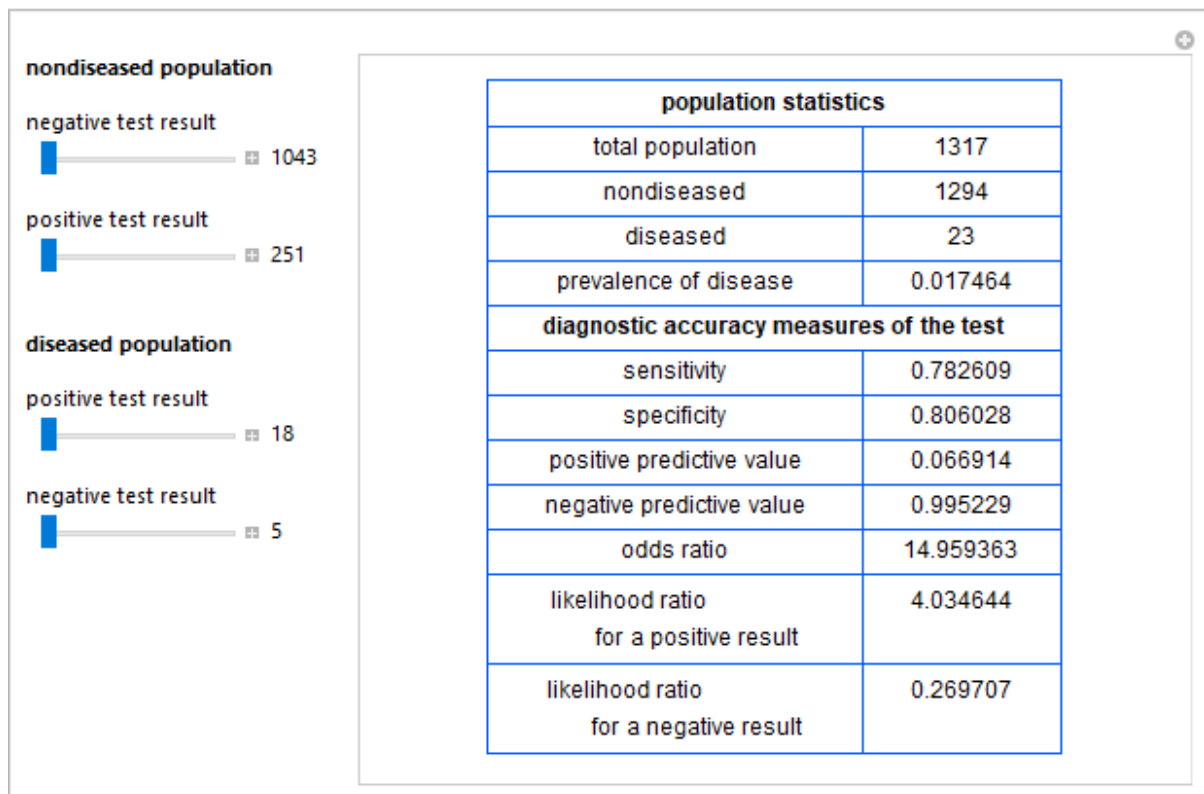 nondiseased population
negative test result
1043
positive test result
251
diseased population
positive test result
18
negative test result
5
population statistics
total population 1317
nondiseased 1294
diseased 23
prevalence of disease 0.017464
diagnostic accuracy measures of the test
sensitivity 0.782609
specificity 0.806028
positive predictive value 0.066914
negative predictive value 0.995229
odds ratio 14.959363
likelihood ratio 4.034644
for a positive result
likelihood ratio 0.269707
for a negative result